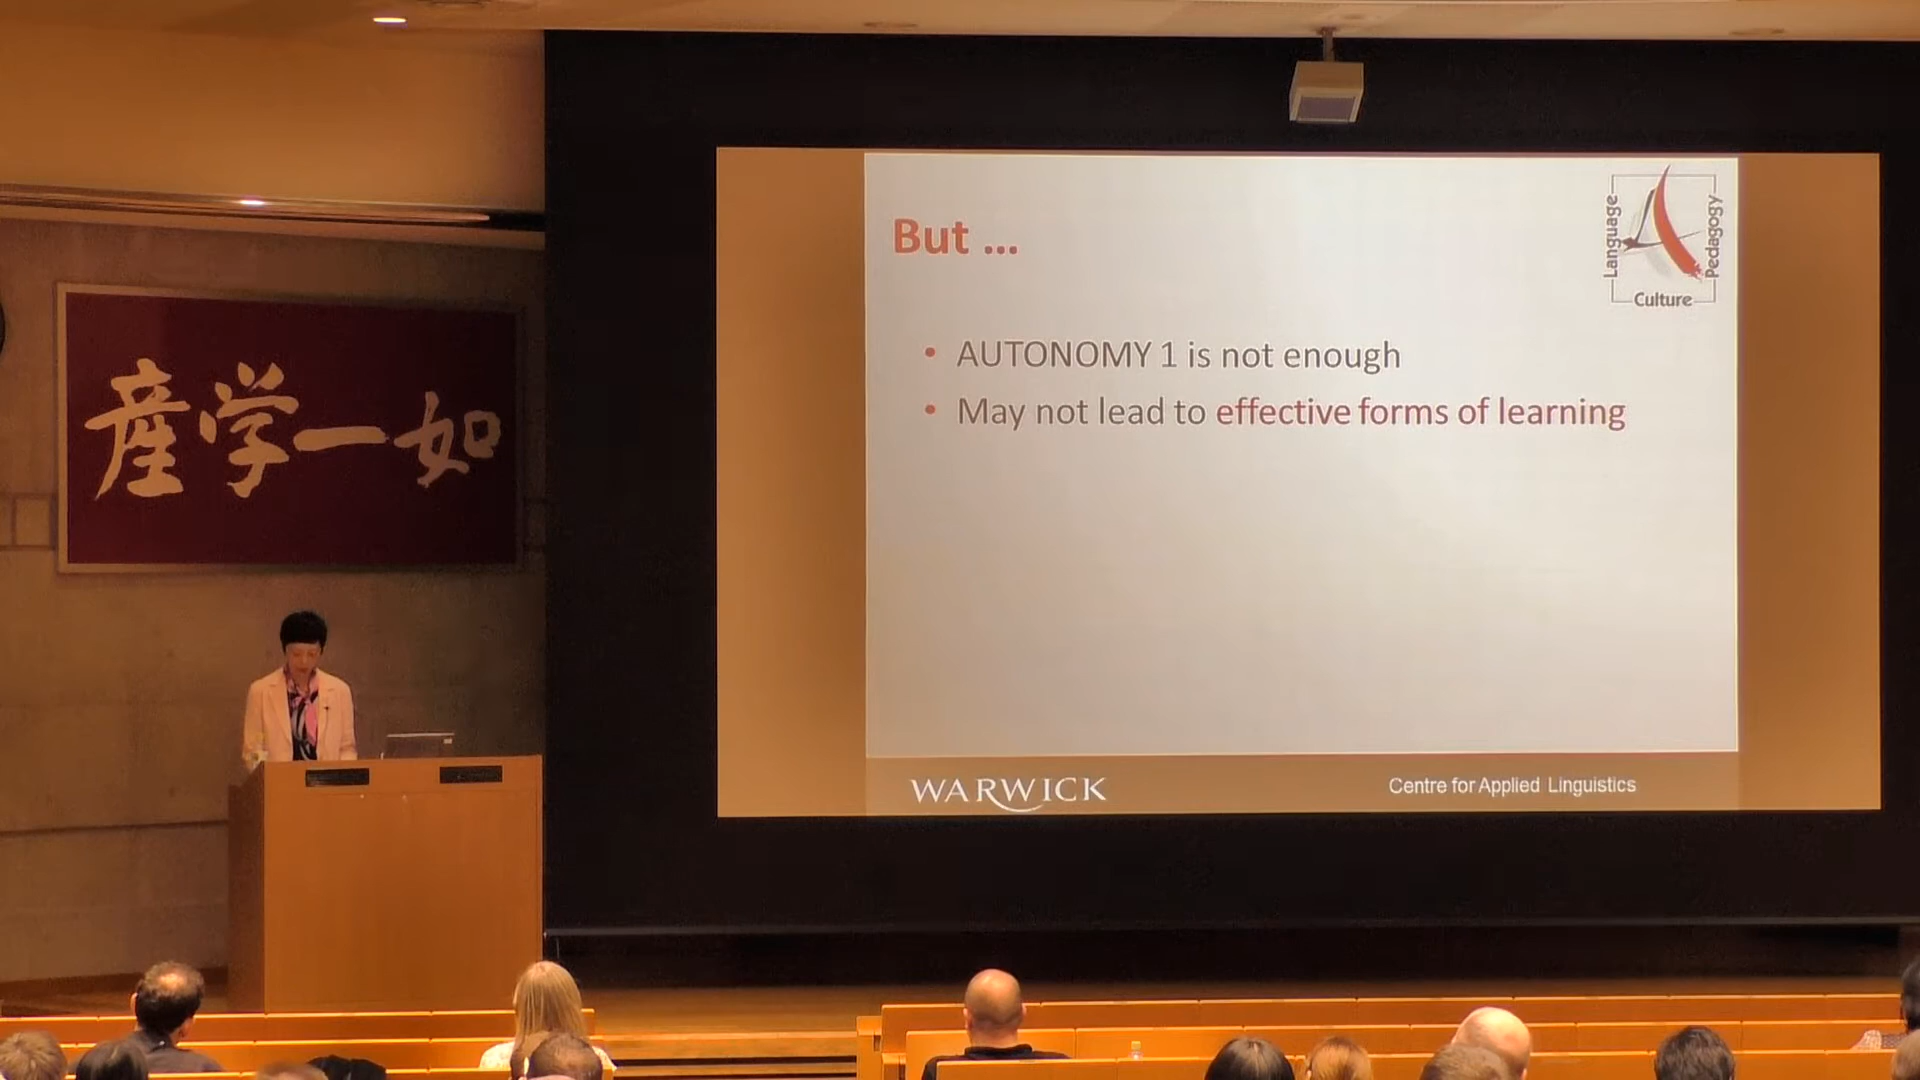 産学一如
But ...
• AUTONOMY 1 is not enough
• May not lead to effective forms of learning
Language
Pedagogy
Culture
WARWICK
Centre for Applied Linguistics